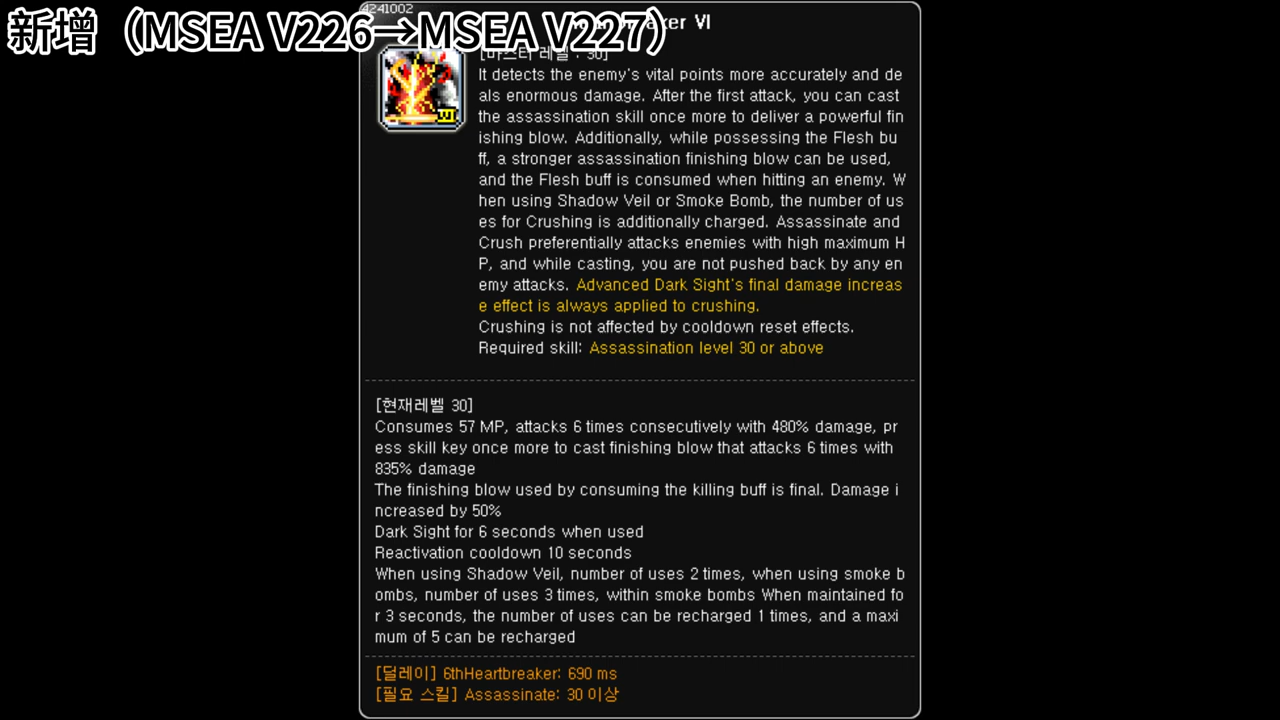 4241002
新增（MSEA V226→MSEA V227）
VI
[마스터 레벨 : 30]
It detects the enemy's vital points more accurately and de
als enormous damage. After the first attack, you can cast
the assassination skill once more to deliver a powerful fin
ishing blow. Additionally, while possessing the Flesh bu
ff, a stronger assassination finishing blow can be used,
and the Flesh buff is consumed when hitting an enemy. W
hen using Shadow Veil or Smoke Bomb, the number of us
es for Crushing is additionally charged. Assassinate and
Crush preferentially attacks enemies with high maximum H
P, and while casting, you are not pushed back by any en
emy attacks. Advanced Dark Sight's final damage increas
e effect is always applied to crushing.
Crushing is not affected by cooldown reset effects.
Required skill: Assassination level 30 or above
[현재레벨 30]
Consumes 57 MP, attacks 6 times consecutively with 480% damage, pr
ess skill key once more to cast finishing blow that attacks 6 times with
835% damage
The finishing blow used by consuming the killing buff is final. Damage i
ncreased by 50%
Dark Sight for 6 seconds when used
Reactivation cooldown 10 seconds
When using Shadow Veil, number of uses 2 times, when using smoke b
ombs, number of uses 3 times, within smoke bombs When maintained fo
r 3 seconds, the number of uses can be recharged 1 times, and a maxi
mum of 5 can be recharged
[딜레이] 6thHeartbreaker: 690 ms
[필요 스킬] Assassinate: 30 이상